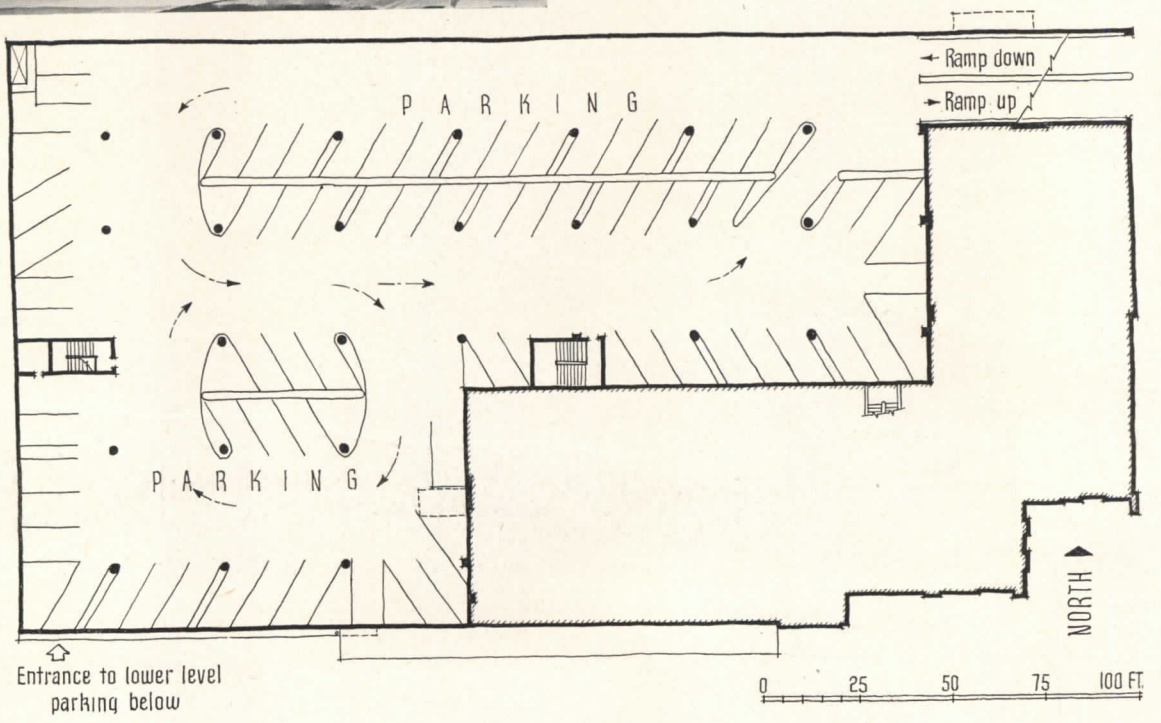 Ramp down
Ramp up
PARKING
PARKING
Entrance to lower level
parking below
NORTH
0 25 50 75 100 FT.